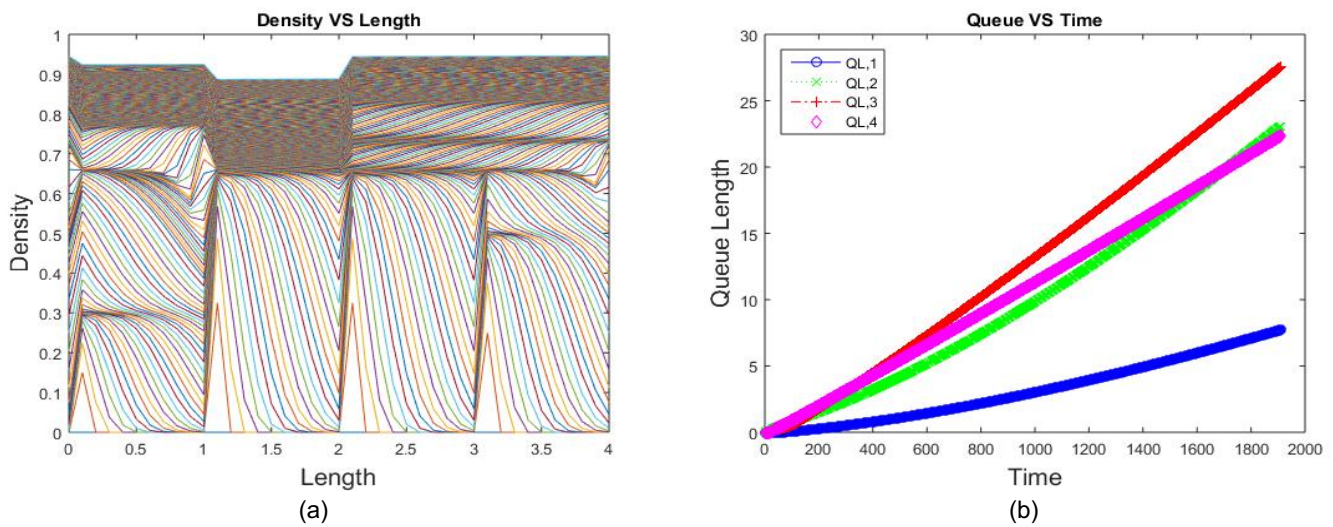 Density VS Length
1
0.9
0.8
0.7
0.6
0.5
0.4
0.3
0.2
0.1
0
Density
0 0.5 1 1.5 2 2.5 3 3.5 4
Length
(a)
Queue VS Time
30
25
20
15
10
5
0
Queue Length
QL,1
QL,2
QL,3
QL,4
0 200 400 600 800 1000 1200 1400 1600 1800 2000
Time
(b)